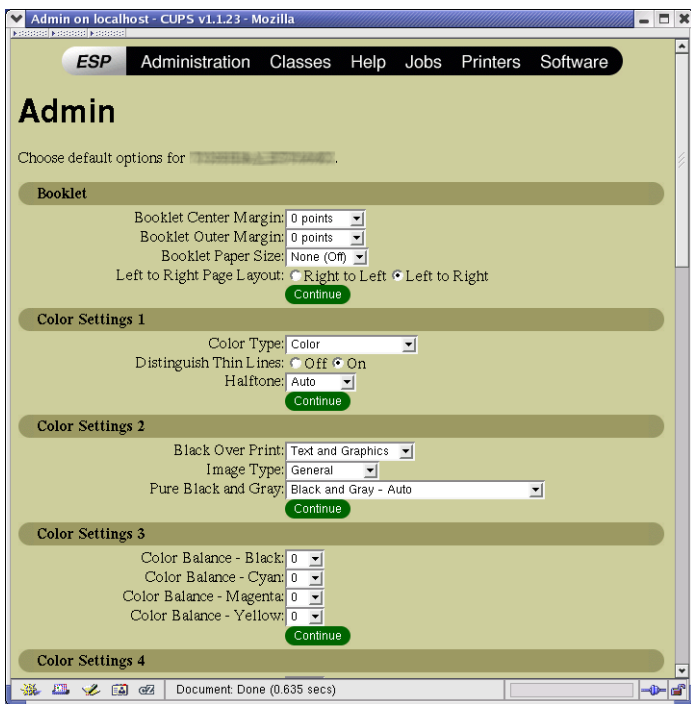 Admin on localhost - CUPS v1.1.23 - Mozilla
ESP Administration Classes Help Jobs Printers Software
Admin
Choose default options for .
Booklet
Booklet Center Margin: 0 points
Booklet Outer Margin: 0 points
Booklet Paper Size: None (Off)
Left to Right Page Layout: Right to Left Left to Right
Continue
Color Settings 1
Color Type: Color
Distinguish Thin Lines: Off On
Halftone: Auto
Continue
Color Settings 2
Black Over Print: Text and Graphics
Image Type: General
Pure Black and Gray: Black and Gray - Auto
Continue
Color Settings 3
Color Balance - Black: 0
Color Balance - Cyan: 0
Color Balance - Magenta: 0
Color Balance - Yellow: 0
Continue
Color Settings 4
Document: Done (0.635 secs)